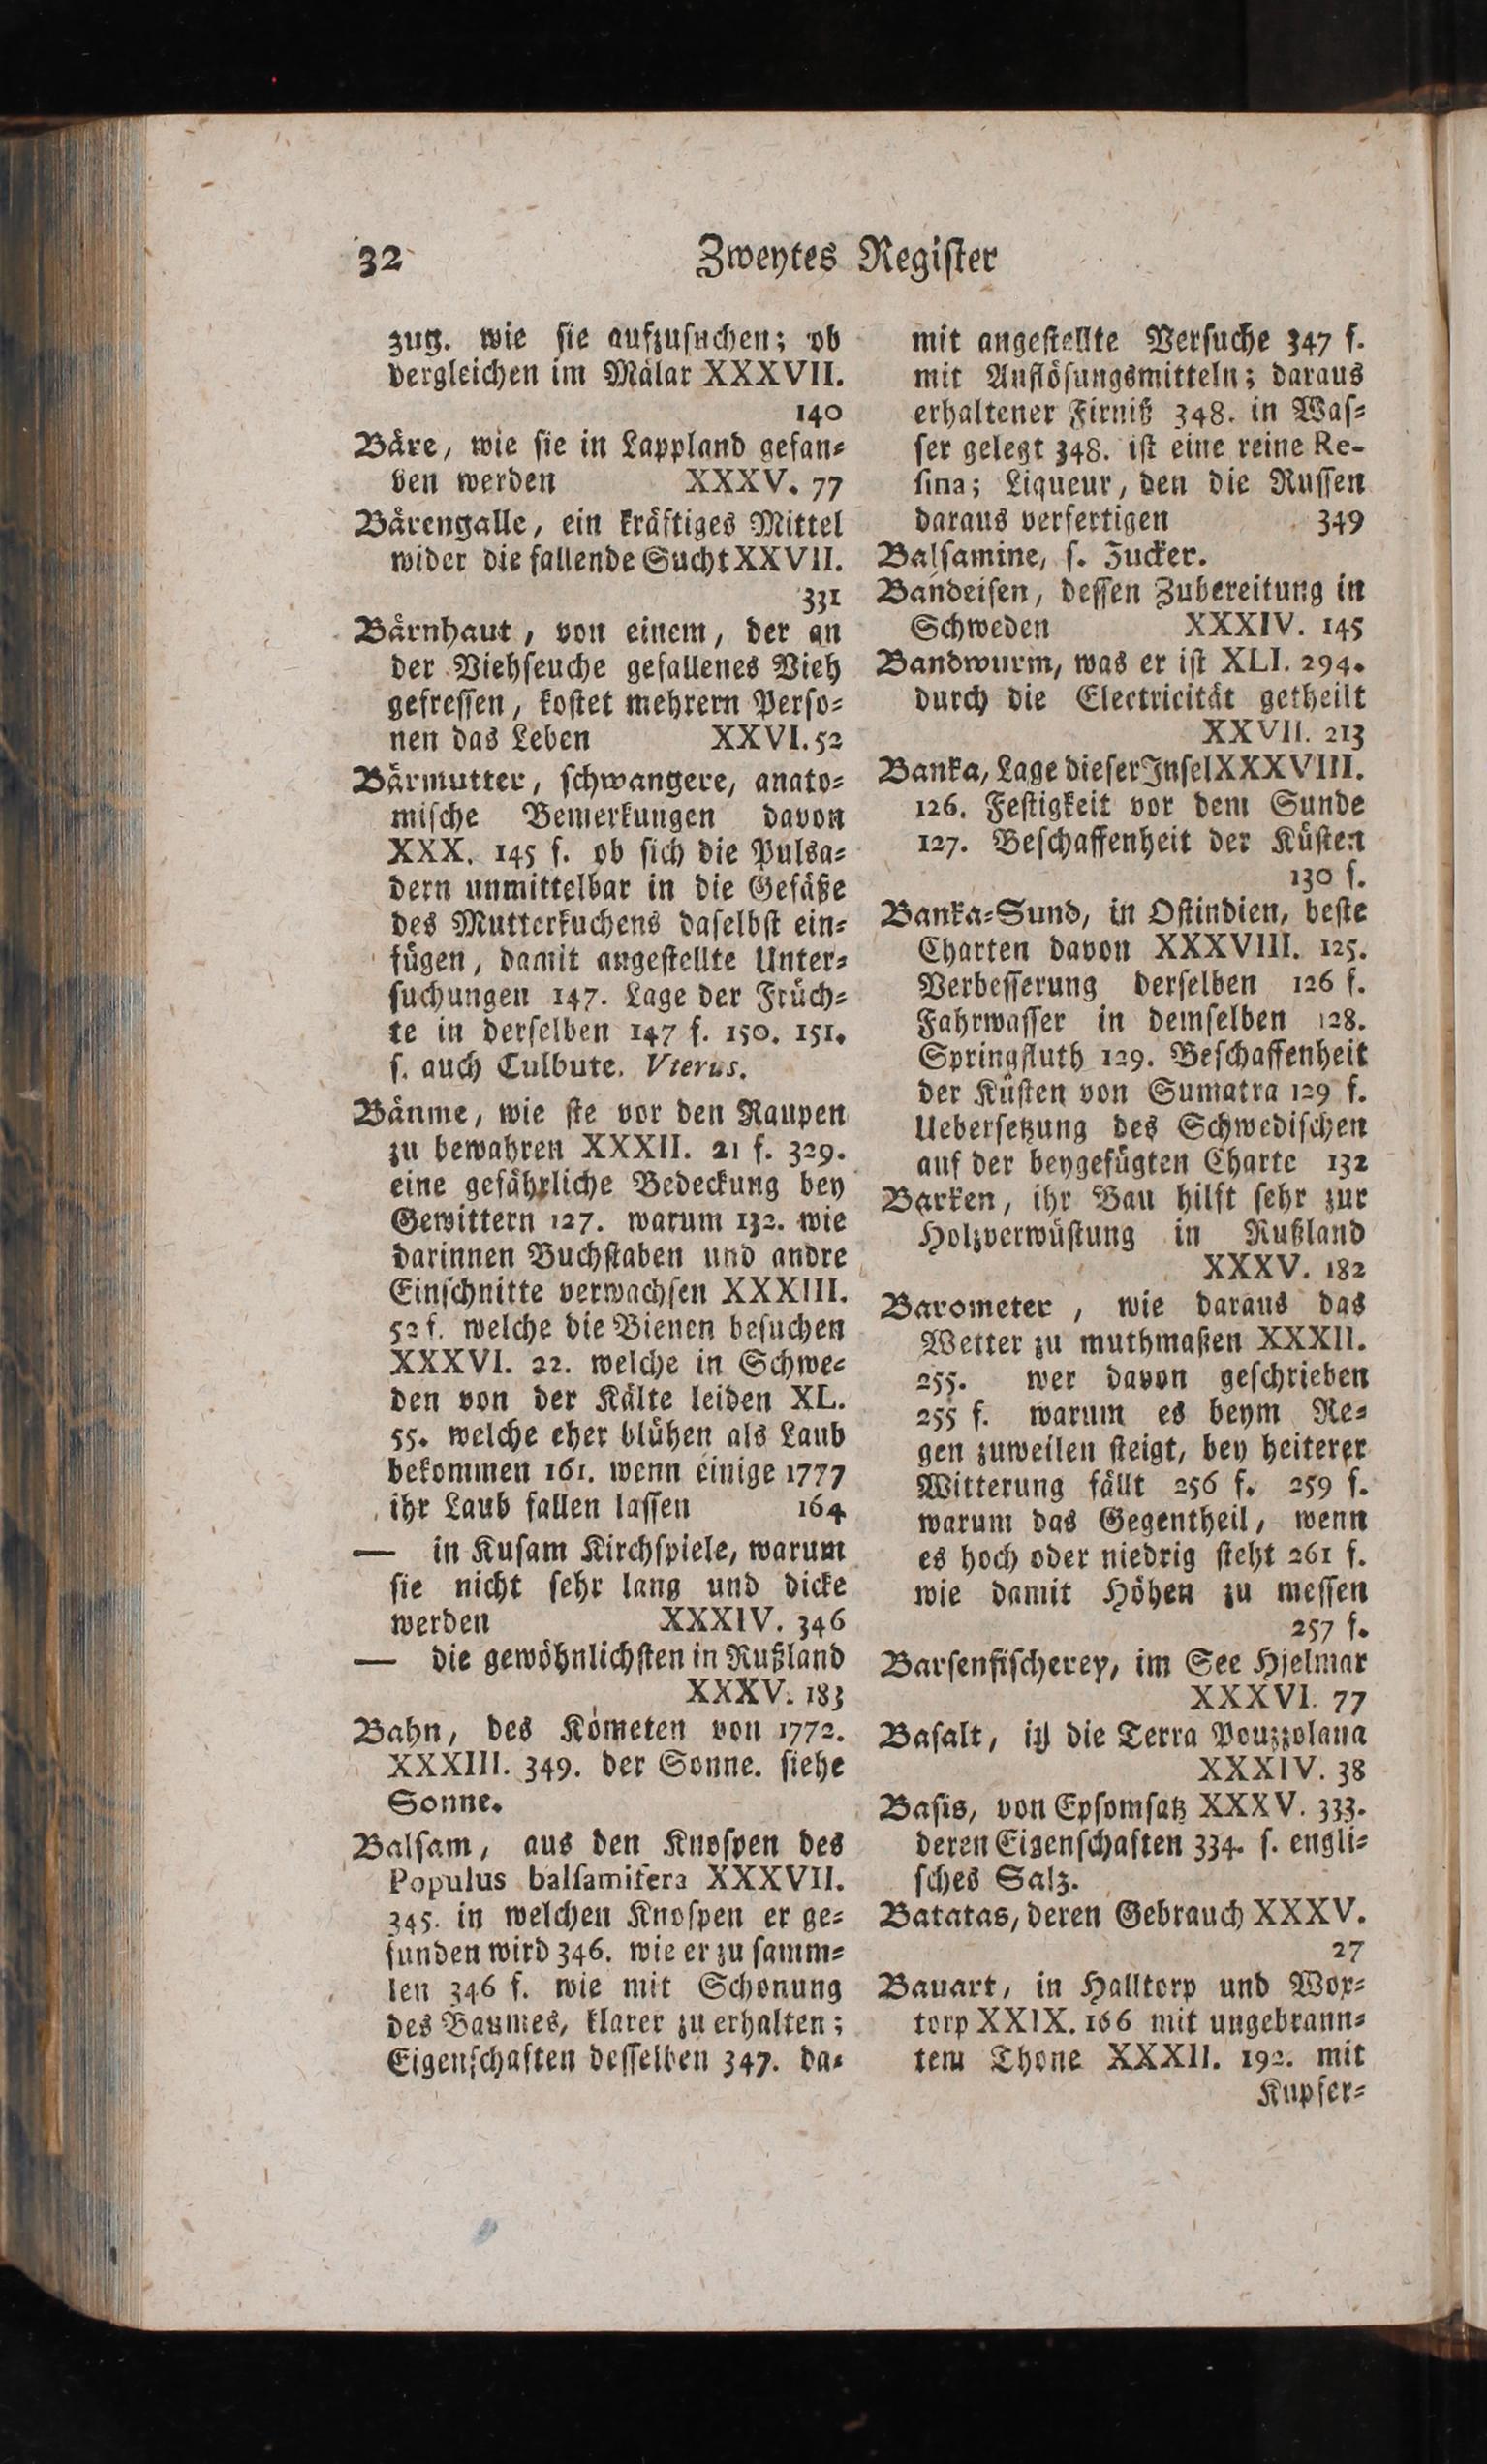 32 Zweytes Regiſter
zug. wie ſie aufzuſuchen; ob
dergleichen im Mälar XXXVII.
140
Bäre, wie ſie in Lappland gefan⸗
den werden XXXV. 77
Bärengalle, ein kräftiges Mittel
wider die fallende Sucht XXVII.
331
Bärnhaut, von einem, der an
der Viehſeuche gefallenes Vieh
gefreſſen, koſtet mehrern Perſo⸗
nen das Leben XXVI. 52
Bärmutter, ſchwangere, anato⸗
miſche Bemerkungen davon
XXX. 145 f. ob ſich die Pulsa⸗
dern unmittelbar in die Gefäße
des Mutterkuchens daſelbſt ein⸗
fügen, damit angeſtellte Unter⸗
ſuchungen 147. Lage der Früch⸗
te in derſelben 147 f. 150. 151.
ſ. auch Culbute. Vterus.
Bäume, wie ſie vor den Raupen
zu bewahren XXXII. 21 f. 329.
eine gefährliche Bedeckung bey
Gewittern 127. warum 132. wie
darinnen Buchſtaben und andre
Einſchnitte verwachſen XXXIII.
52 f. welche die Bienen beſuchen
XXXVI. 22. welche in Schwe⸗
den von der Kälte leiden XL.
55. welche eher blühen als Laub
bekommen 161. wenn einige 1777
ihr Laub fallen laſſen 164
— in Kuſam Kirchſpiele, warum
ſie nicht ſehr lang und dicke
werden XXXIV. 346
— die gewöhnlichſten in Rußland
XXXV. 183
Bahn, des Kometen von 1772.
XXXIII. 349. der Sonne. ſiehe
Sonne.
Balſam, aus den Knoſpen des
Populus balſamifera XXXVII.
345. in welchen Knoſpen er ge⸗
funden wird 346. wie er zu ſamm⸗
len 346 f. wie mit Schonung
des Baumes, klarer zu erhalten;
Eigenſchaften deſſelben 347. da⸗
mit angeſtellte Verſuche 347 f.
mit Auflöſungsmitteln; daraus
erhaltener Firniß 348. in Waſ⸗
ſer gelegt 348. iſt eine reine Re-
ſina; Liqueur, den die Ruſſen
daraus verfertigen 349
Balſamine, ſ. Zucker.
Bandeiſen, deſſen Zubereitung in
Schweden XXXIV. 145
Bandwurm, was er iſt XLI. 294.
durch die Electricität getheilt
XXVII. 213
Banka, Lage dieſer Inſel XXXVIII.
126. Feſtigkeit vor dem Sunde
127. Beſchaffenheit der Küſten
130 f.
Banka⸗Sund, in Oſtindien, beſte
Charten davon XXXVIII. 125.
Verbeſſerung derſelben 126 f.
Fahrwaſſer in demſelben 128.
Springfluth 129. Beſchaffenheit
der Küſten von Sumatra 129 f.
Ueberſetzung des Schwediſchen
auf der beygefügten Charte 132
Barken, ihr Bau hilft ſehr zur
Holzverwüſtung in Rußland
XXXV. 182
Barometer, wie daraus das
Wetter zu muthmaßen XXXII.
255. wer davon geſchrieben
255 f. warum es beym Re⸗
gen zuweilen ſteigt, bey heiterer
Witterung fällt 256 f. 259 f.
warum das Gegentheil, wenn
es hoch oder niedrig ſteht 261 f.
wie damit Höhen zu meſſen
257 f.
Barſenfiſcherey, im See Hjelmar
XXXVI. 77
Baſalt, iſt die Terra Pouzzolana
XXXIV. 38
Baſis, von Epſomſatz XXXV. 333.
deren Eigenſchaften 334. ſ. engli⸗
ſches Salz.
Batatas, deren Gebrauch XXXV.
27
Bauart, in Halltorp und Wor⸗
torp XXIX. 166 mit ungebrann⸗
tem Thone XXXII. 192. mit
Kupfer⸗